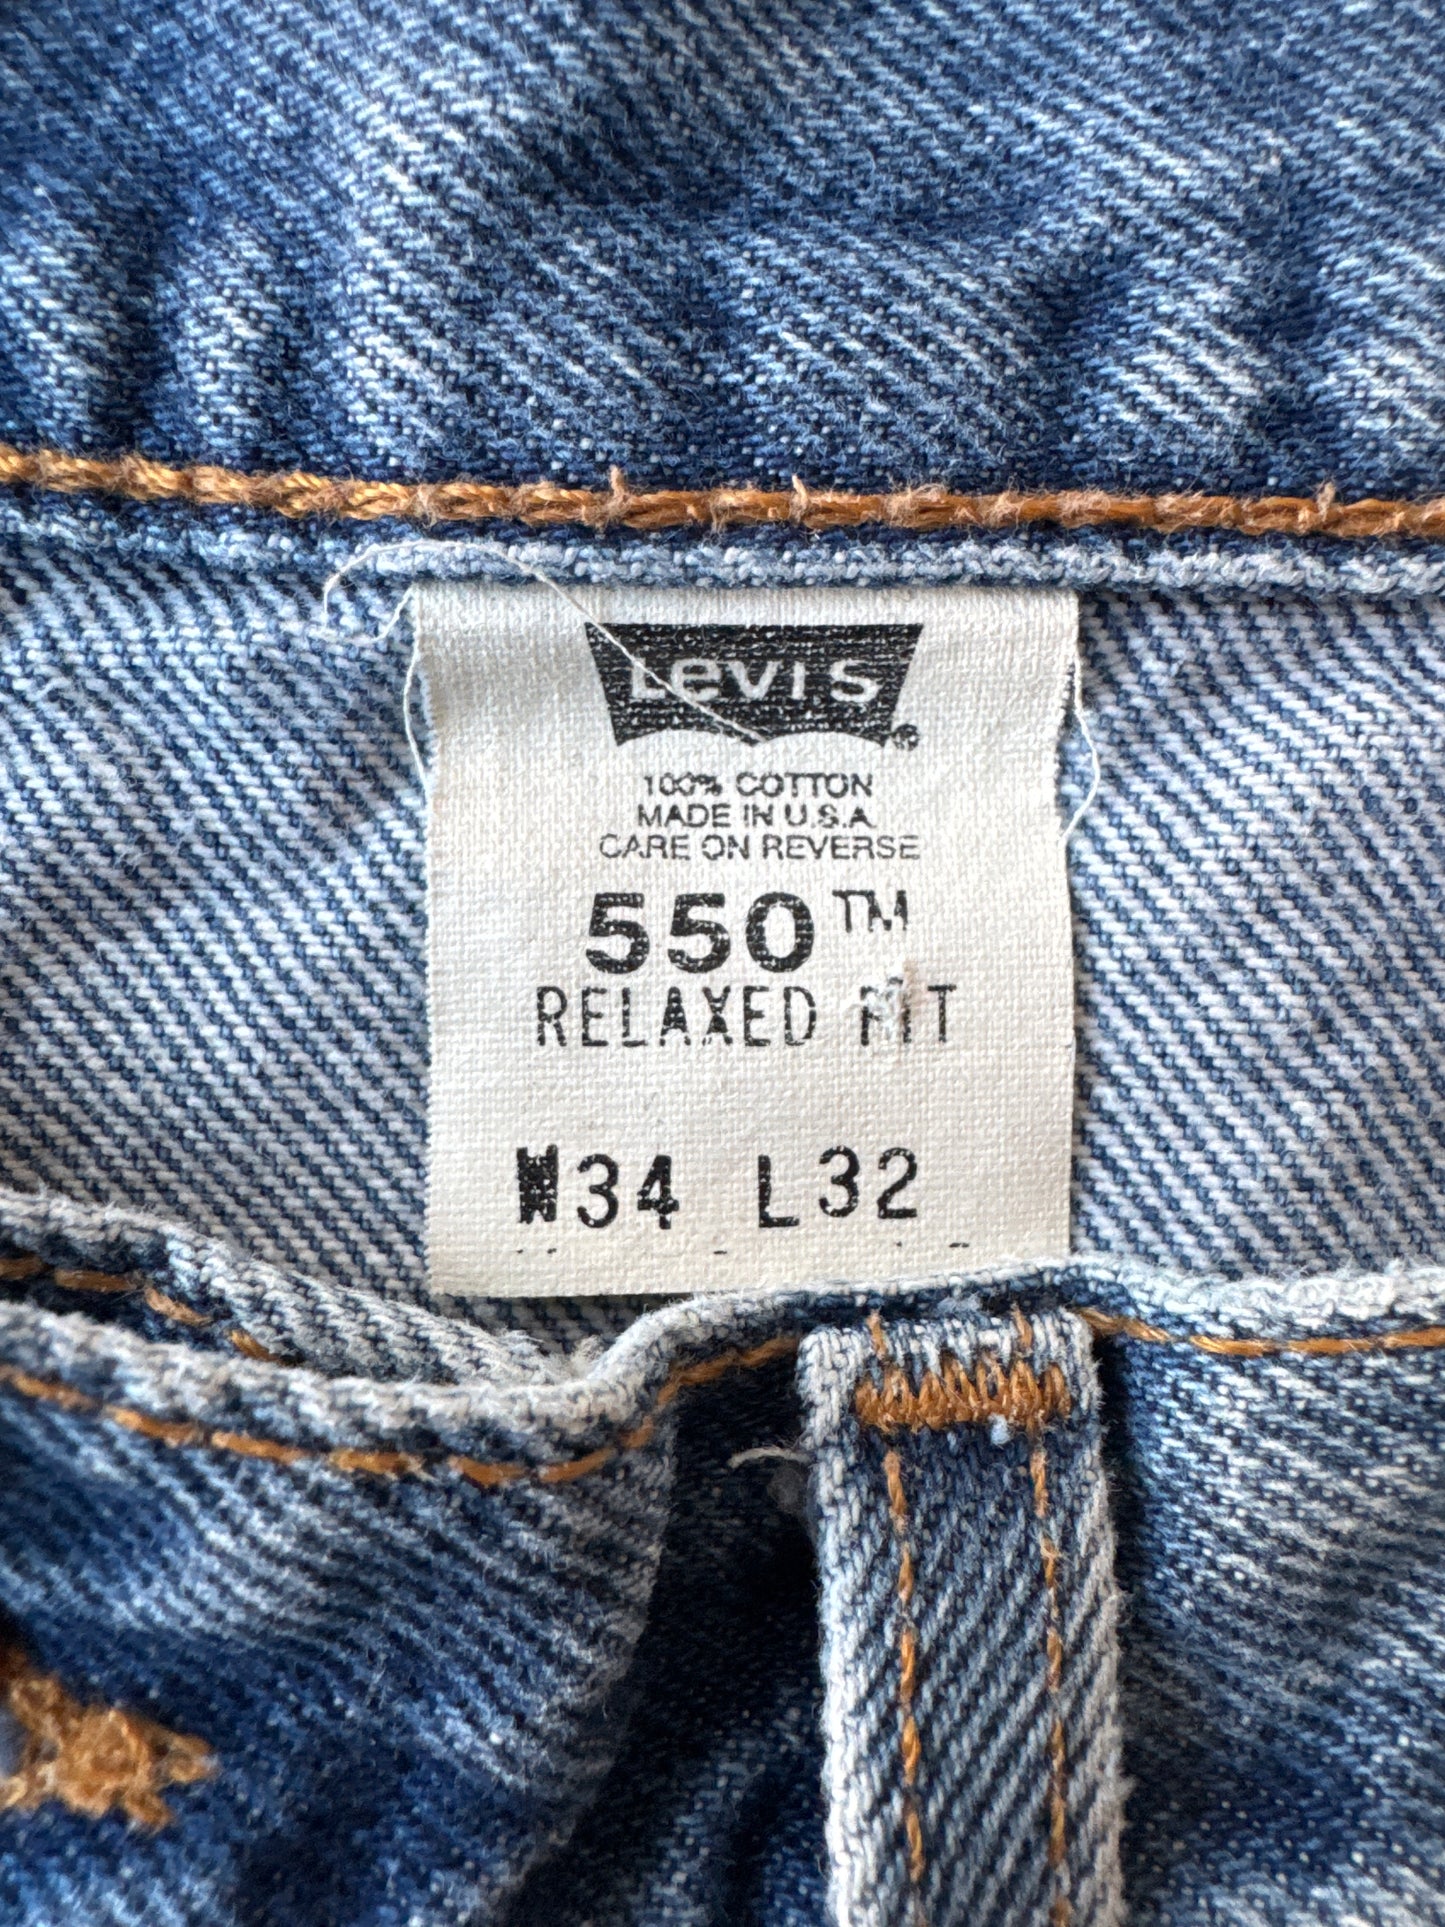 Levi's®
100% COTTON
MADE IN U.S.A.
CARE ON REVERSE
550™
RELAXED FIT
W34 L32